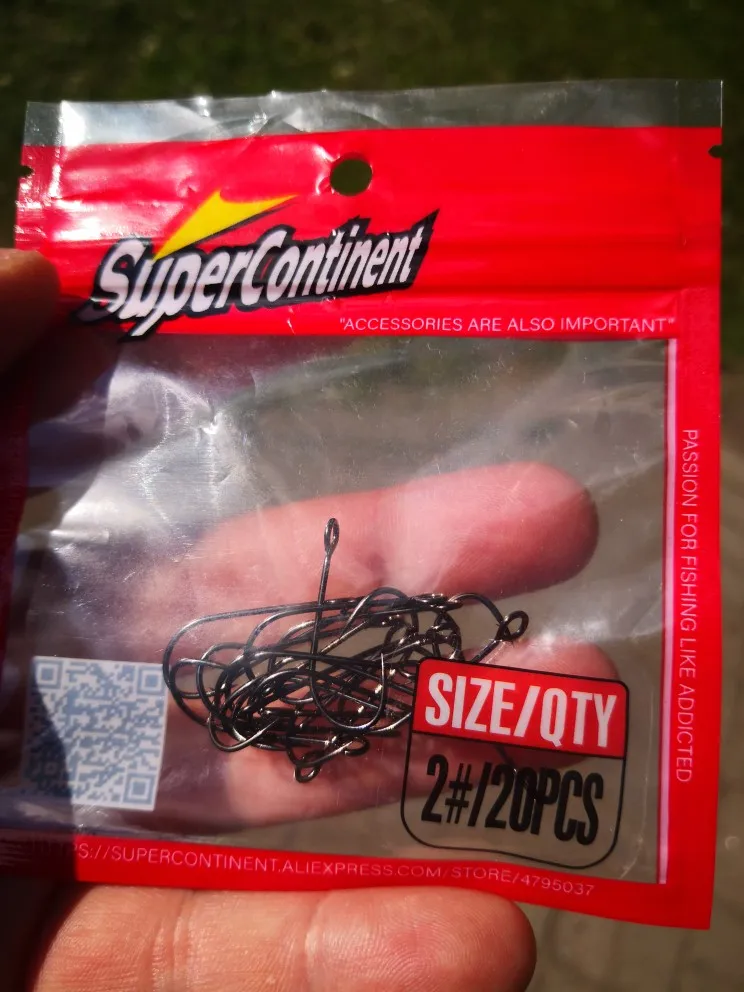 SuperContinent
"ACCESSORIES ARE ALSO IMPORTANT"
PASSION FOR FISHING LIKE ADDICTED
SIZE/QTY
2#/20PCS
HTTPS://SUPERCONTINENT.ALIEXPRESS.COM/STORE/4795037